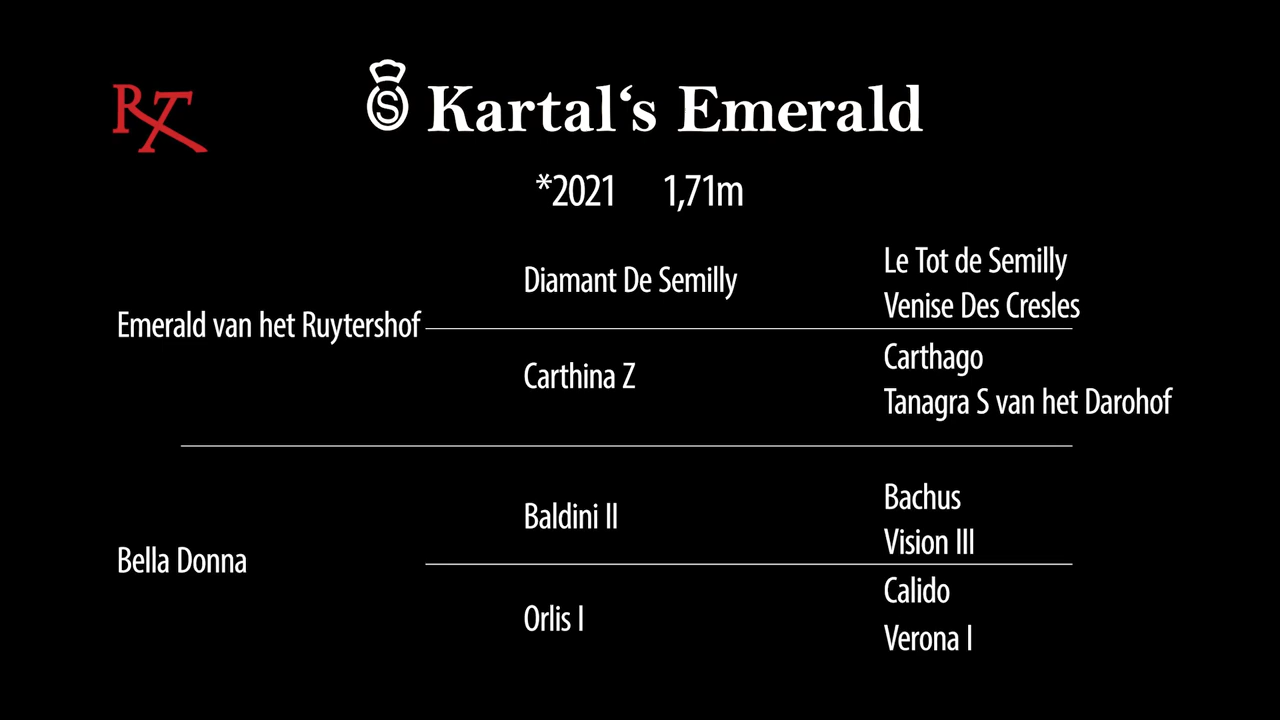 RT
Kartal‘s Emerald
*2021 1,71m
Emerald van het Ruytershof
Diamant De Semilly
Le Tot de Semilly
Venise Des Cresles
Carthina Z
Carthago
Tanagra S van het Darohof
Bella Donna
Baldini II
Bachus
Vision III
Orlis I
Calido
Verona I